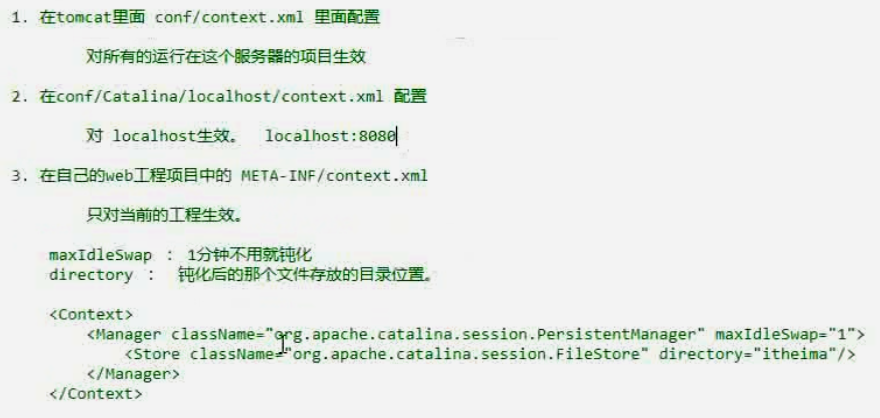 1. 在tomcat里面 conf/context.xml 里面配置
对所有的运行在这个服务器的项目生效
2. 在conf/Catalina/localhost/context.xml 配置
对 localhost生效。 localhost:8080
3. 在自己的web工程项目中的 META-INF/context.xml
只对当前的工程生效。
maxIdleSwap : 1分钟不用就钝化
directory : 钝化后的那个文件存放的目录位置。
<Context>
<Manager className="org.apache.catalina.session.PersistentManager" maxIdleSwap="1">
<Store className="org.apache.catalina.session.FileStore" directory="itheima"/>
</Manager>
</Context>